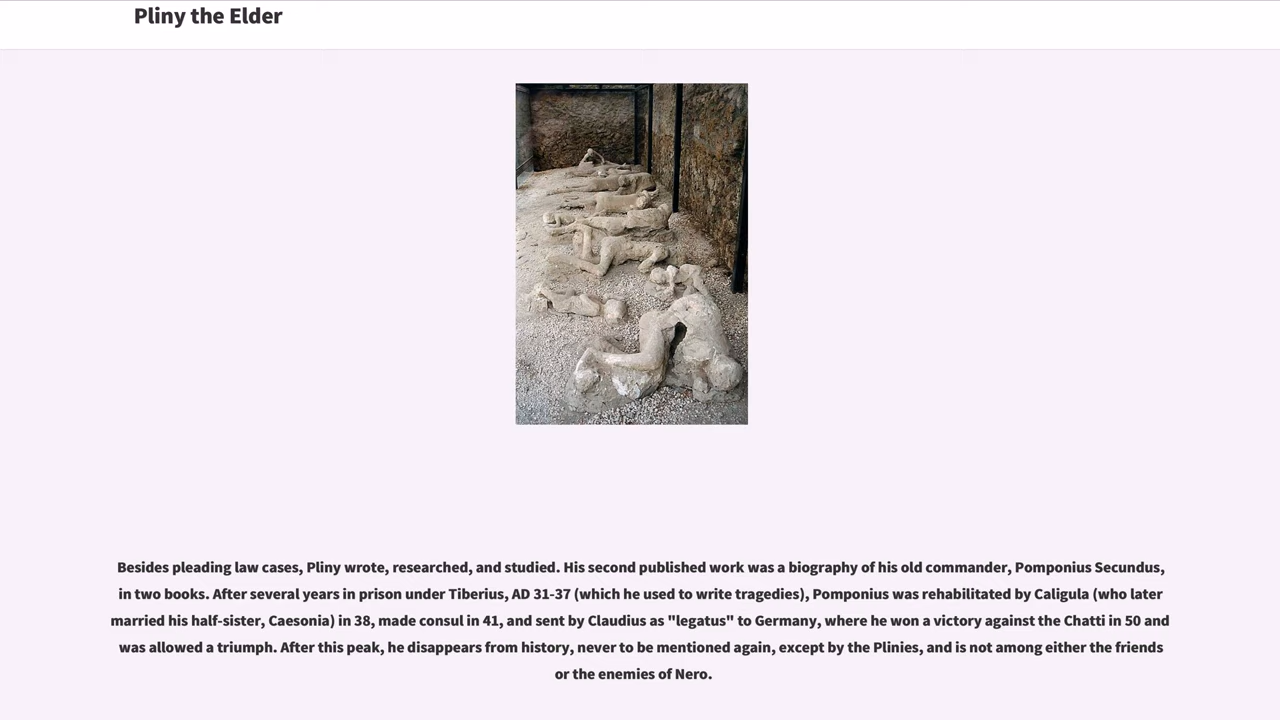 Pliny the Elder
Besides pleading law cases, Pliny wrote, researched, and studied. His second published work was a biography of his old commander, Pomponius Secundus,
in two books. After several years in prison under Tiberius, AD 31-37 (which he used to write tragedies), Pomponius was rehabilitated by Caligula (who later
married his half-sister, Caesonia) in 38, made consul in 41, and sent by Claudius as "legatus" to Germany, where he won a victory against the Chatti in 50 and
was allowed a triumph. After this peak, he disappears from history, never to be mentioned again, except by the Plinies, and is not among either the friends
or the enemies of Nero.